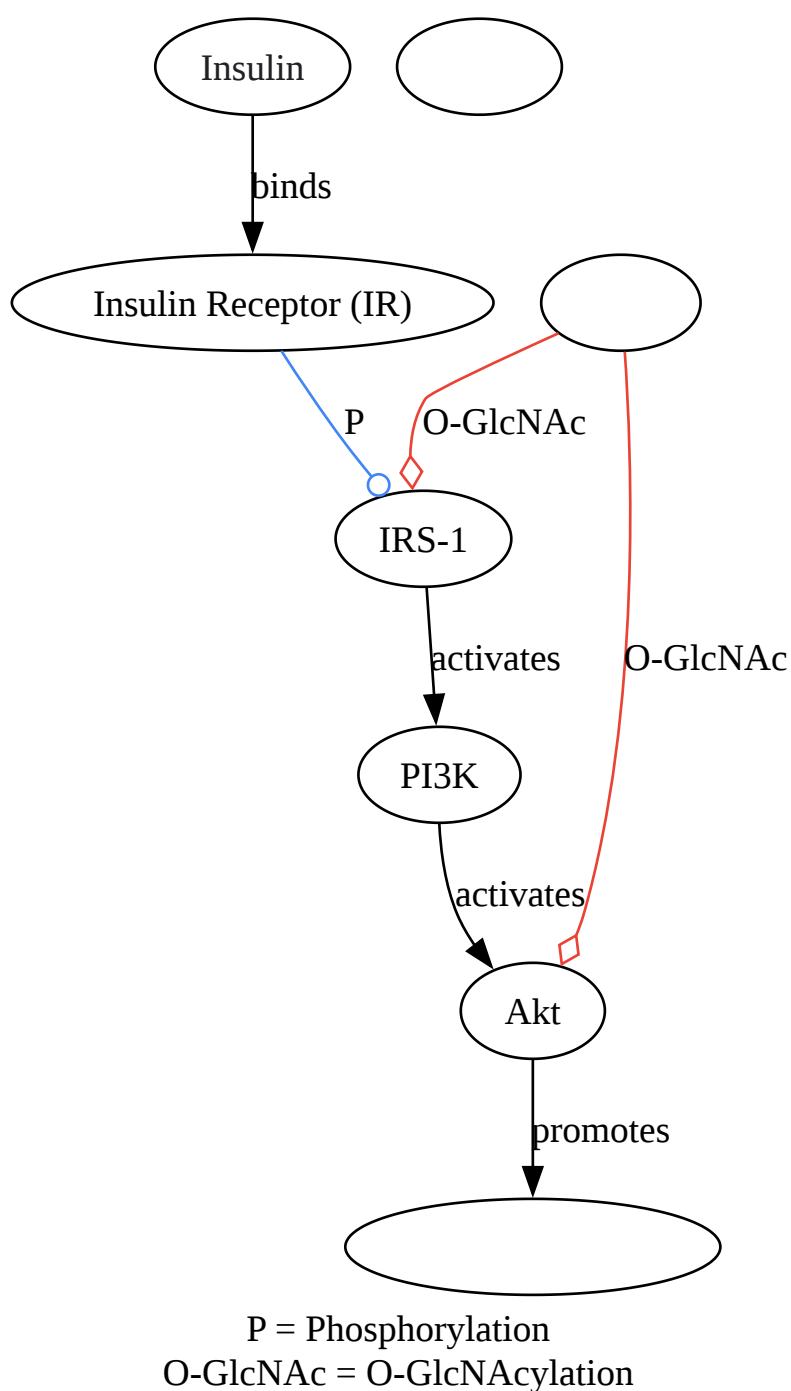 Insulin
binds
Insulin Receptor (IR)
P
O-GlcNAc
IRS-1
activates
O-GlcNAc
PI3K
activates
Akt
promotes
P = Phosphorylation
O-GlcNAc = O-GlcNAcylation